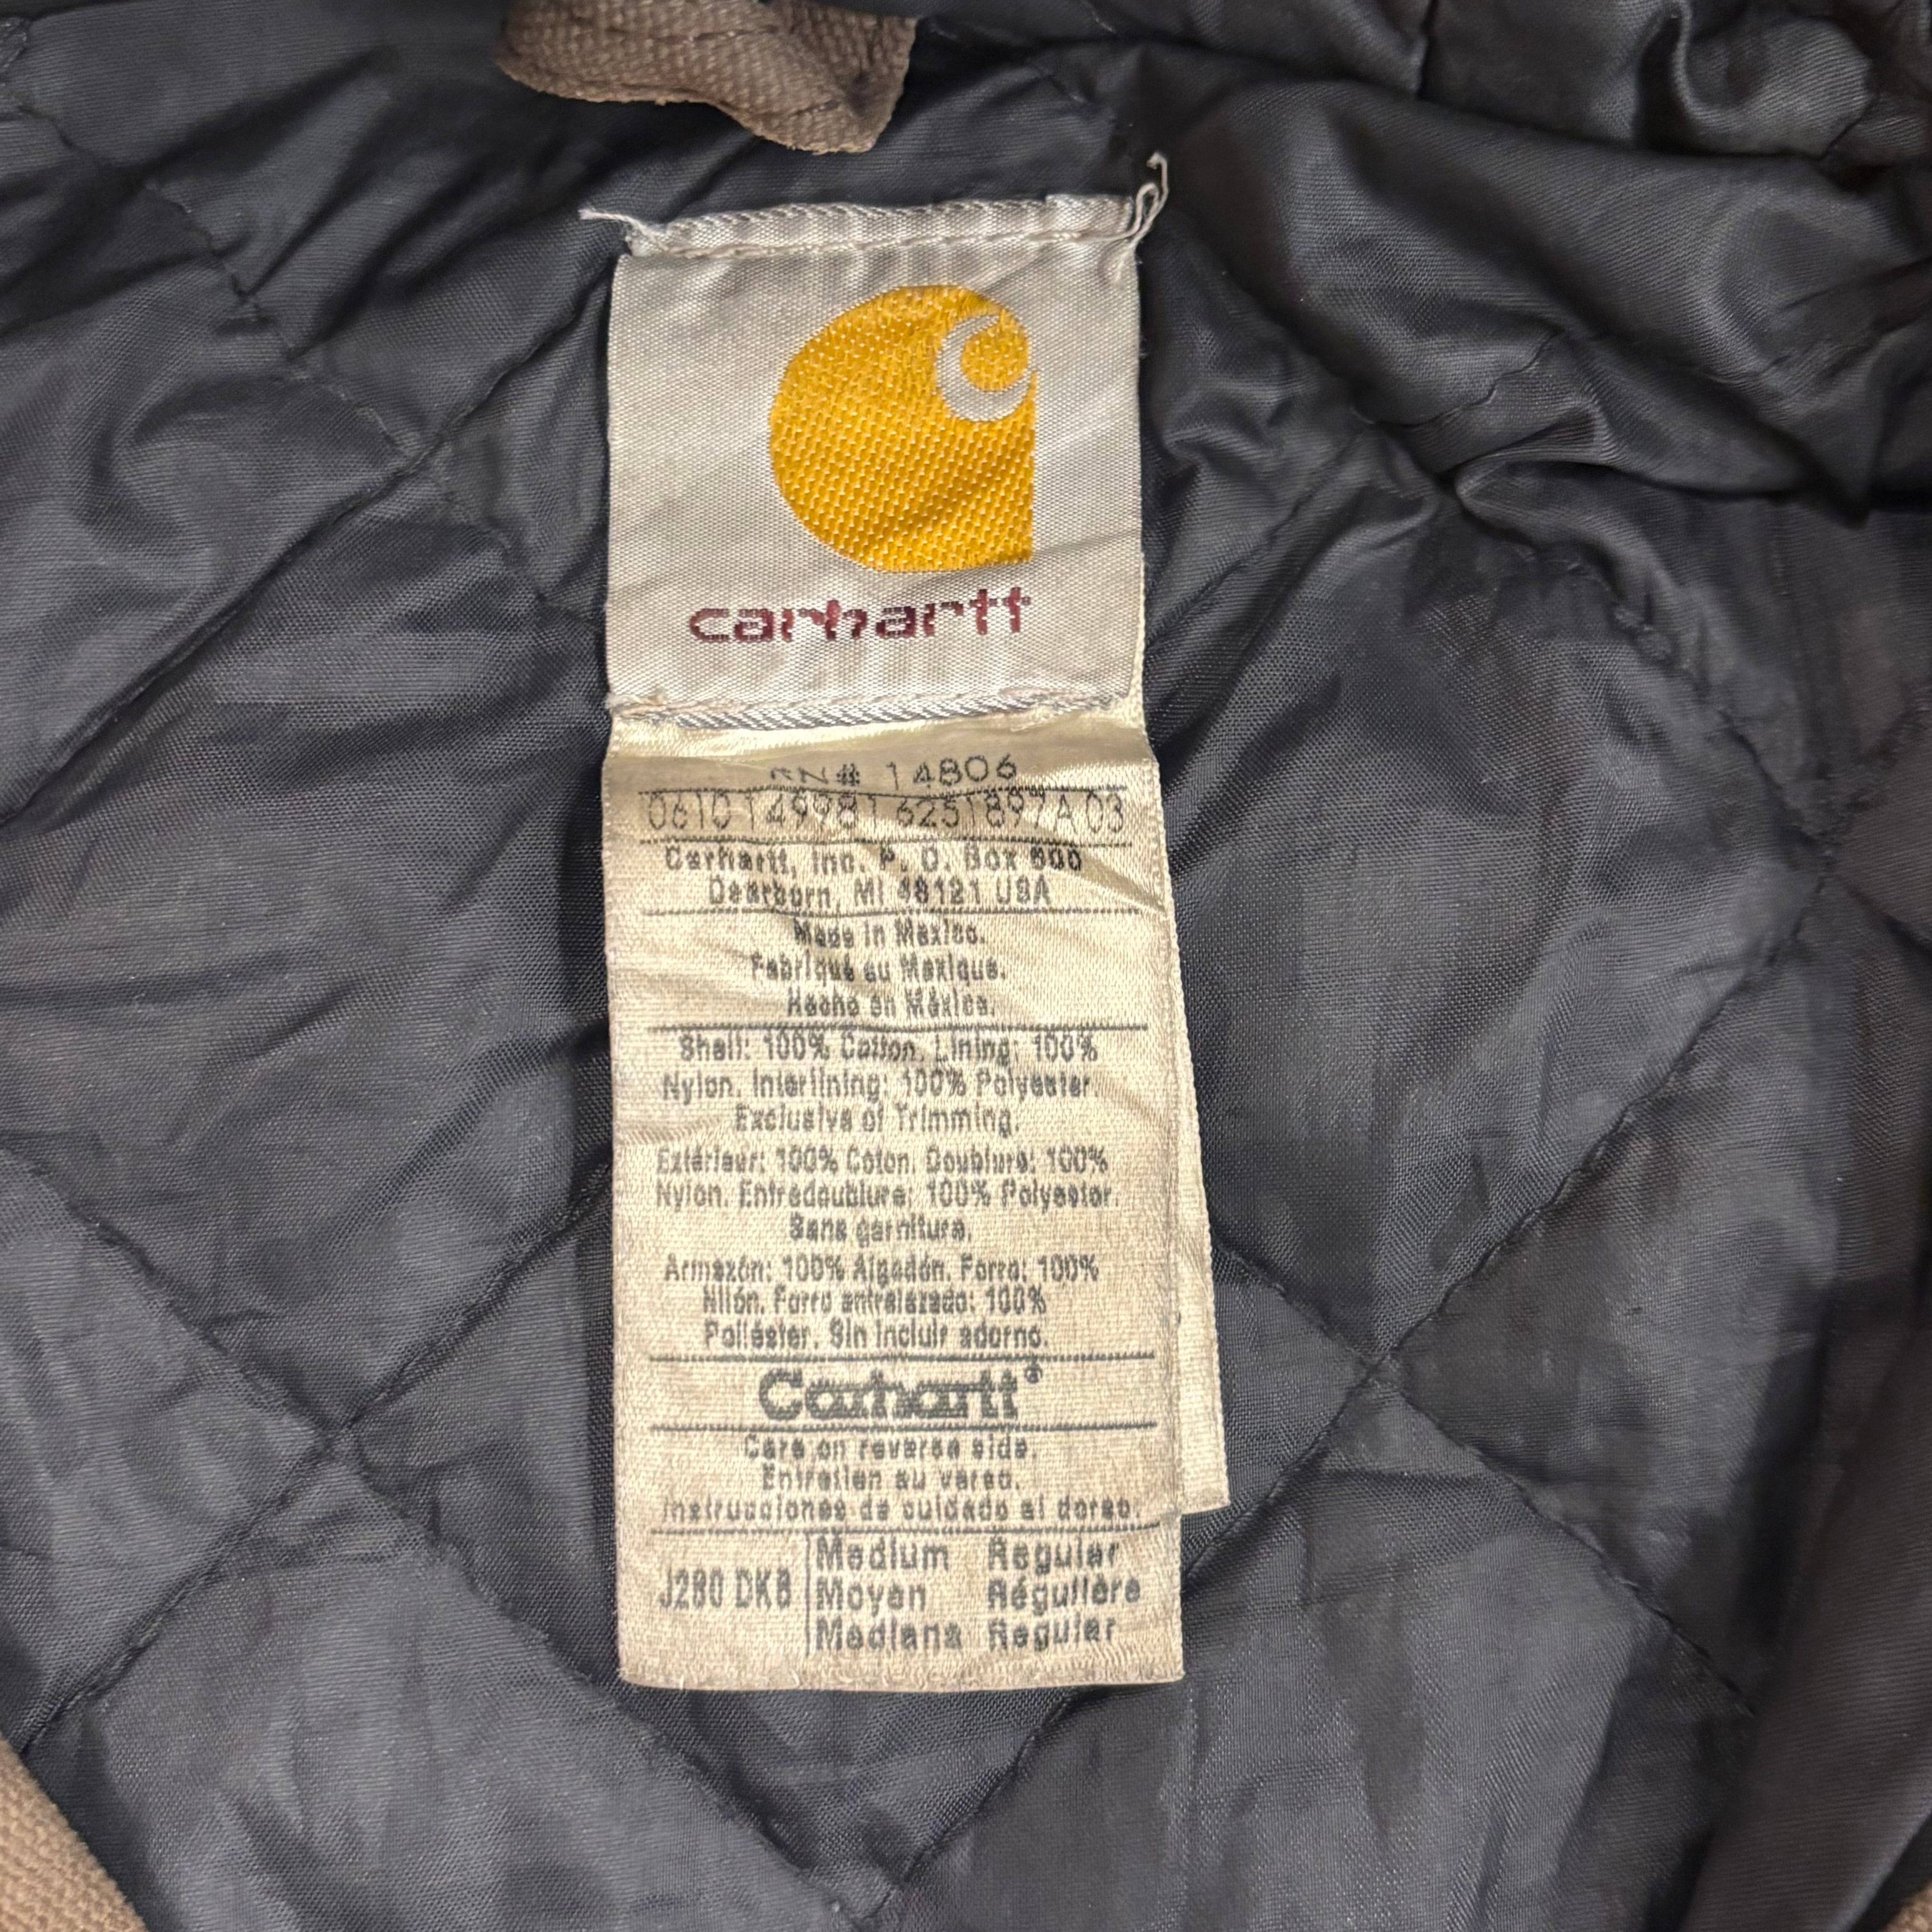 carhartt
RN# 14806
0610 149981 6251897A 03
Carhartt, Inc. P. O. Box 600
Dearborn, MI 48121 USA
Made in Mexico.
Fabriqué au Mexique.
Hecho en México.
Shell: 100% Cotton. Lining: 100%
Nylon. Interlining: 100% Polyester
Exclusive of Trimming.
Extérieur: 100% Coton. Doublure: 100%
Nylon. Entredoublure: 100% Polyester.
Sans garniture.
Armazón: 100% Algodón. Forro: 100%
Nilón. Forro entrelazado: 100%
Poliéster. Sin incluir adorno.
Carhartt®
Care on reverse side.
Entretien au verso.
Instrucciones de cuidado al dorso.
J280 DKB Medium Regular
Moyen Régulière
Mediana Regular